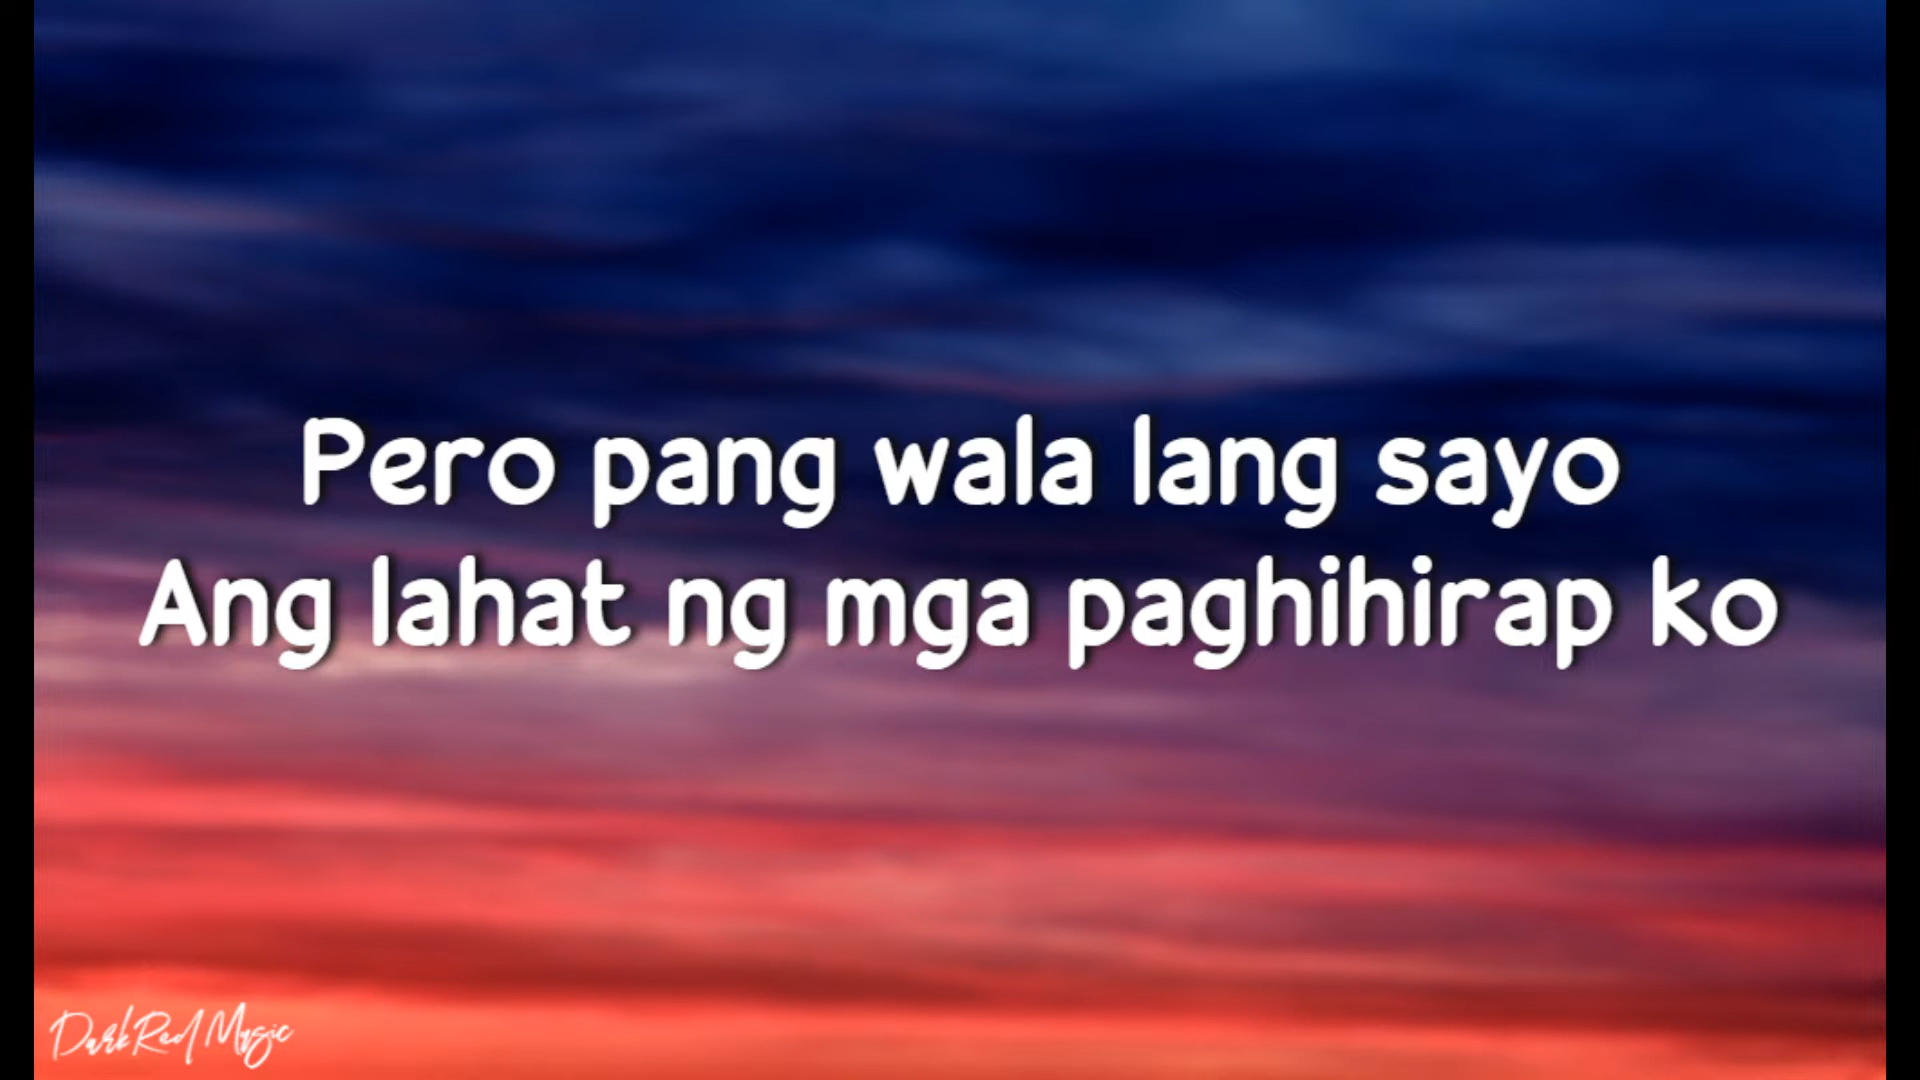 Pero pang wala lang sayo
Ang lahat ng mga paghihirap ko
DarkRed Music